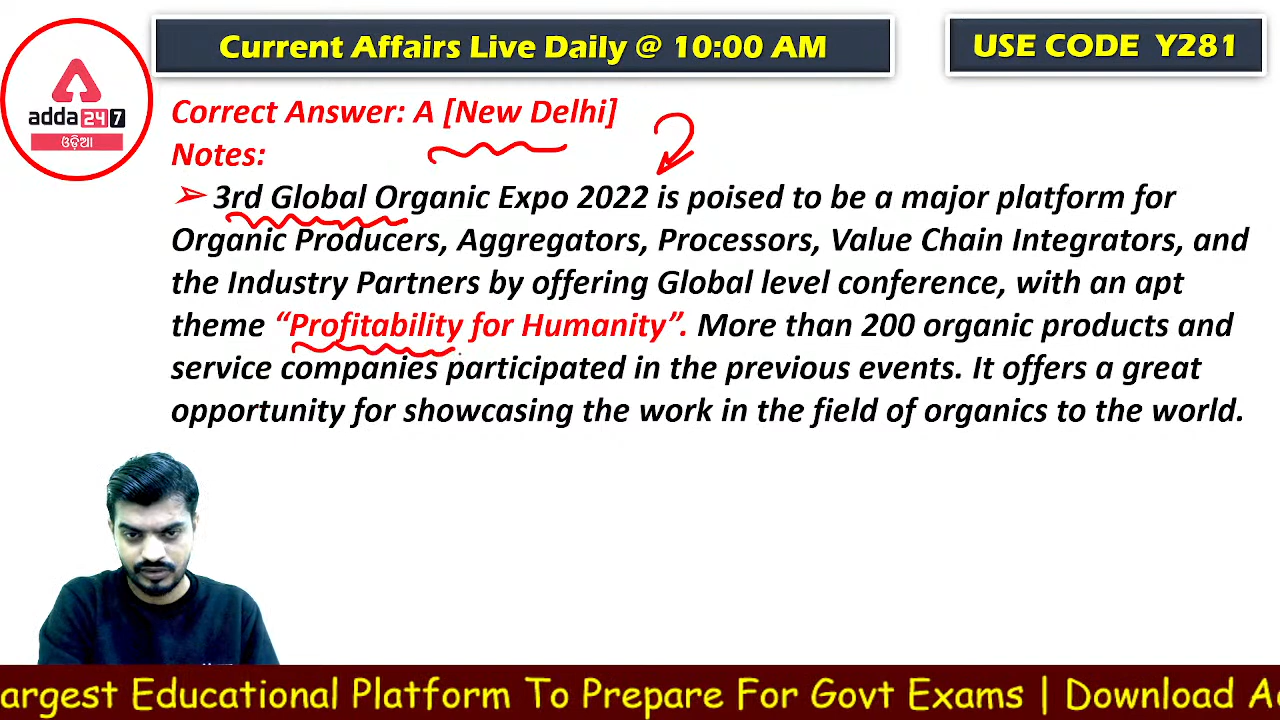 Current Affairs Live Daily @ 10:00 AM
USE CODE Y281
adda247
ଓଡ଼ିଆ
Correct Answer: A [New Delhi]
Notes:
➢ 3rd Global Organic Expo 2022 is poised to be a major platform for
Organic Producers, Aggregators, Processors, Value Chain Integrators, and
the Industry Partners by offering Global level conference, with an apt
theme “Profitability for Humanity”. More than 200 organic products and
service companies participated in the previous events. It offers a great
opportunity for showcasing the work in the field of organics to the world.
argest Educational Platform To Prepare For Govt Exams | Download A